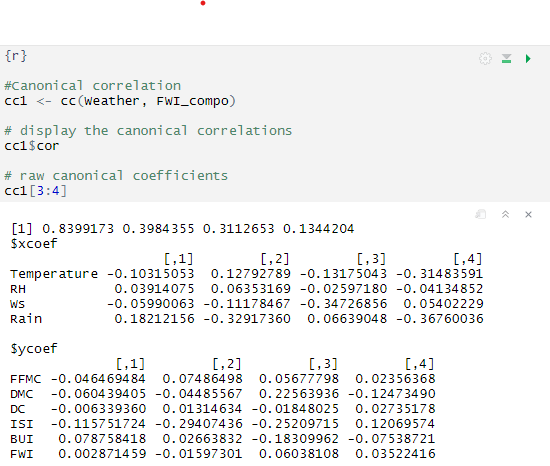 {r}
#Canonical correlation
cc1 <- cc(Weather, FWI_compo)
# display the canonical correlations
cc1$cor
# raw canonical coefficients
cc1[3:4]
[1] 0.8399173 0.3984355 0.3112653 0.1344204
$xcoef
[,1] [,2] [,3] [,4]
Temperature -0.10315053 0.12792789 -0.13175043 -0.31483591
RH 0.03914075 0.06353169 -0.02597180 -0.04134852
Ws -0.05990063 -0.11178467 -0.34726856 0.05402229
Rain 0.18212156 -0.32917360 0.06639048 -0.36760036
$ycoef
[,1] [,2] [,3] [,4]
FFMC -0.046469484 0.07486498 0.05677798 0.02356368
DMC -0.060439405 -0.04485567 0.22563936 -0.12473490
DC -0.006339360 0.01314634 -0.01848025 0.02735178
ISI -0.115751724 -0.29407436 -0.25209715 0.12069574
BUI 0.078758418 0.02663832 -0.18309962 -0.07538721
FWI 0.002871459 -0.01597301 0.06038108 0.03522416